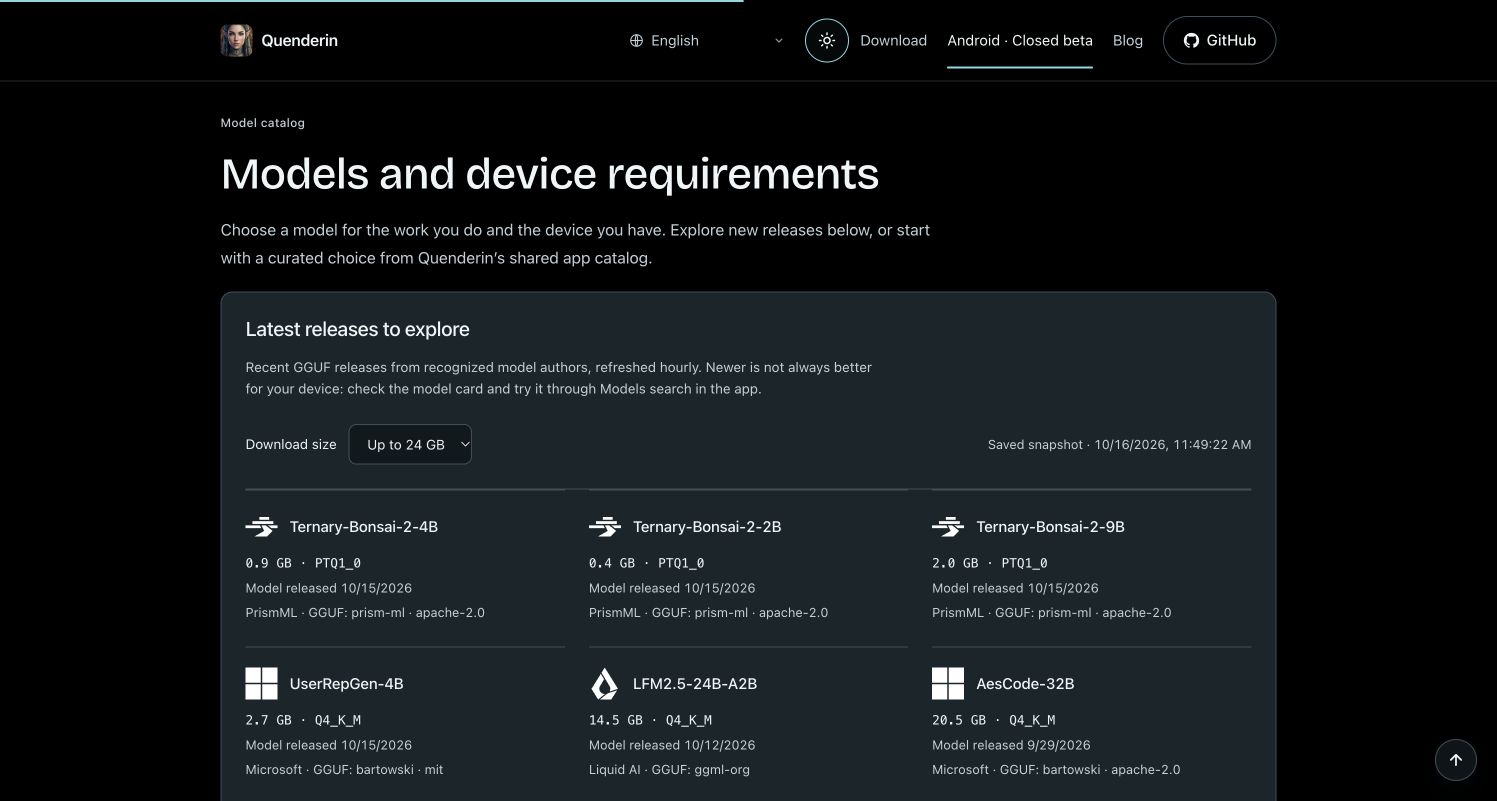 Quenderin
English
Download
Android · Closed beta
Blog
GitHub
Model catalog
Models and device requirements
Choose a model for the work you do and the device you have. Explore new releases below, or start
with a curated choice from Quenderin’s shared app catalog.
Latest releases to explore
Recent GGUF releases from recognized model authors, refreshed hourly. Newer is not always better
for your device: check the model card and try it through Models search in the app.
Download size
Up to 24 GB
Saved snapshot · 10/16/2026, 11:49:22 AM
Ternary-Bonsai-2-4B
0.9 GB · PTQ1_0
Model released 10/15/2026
PrismML · GGUF: prism-ml · apache-2.0
Ternary-Bonsai-2-2B
0.4 GB · PTQ1_0
Model released 10/15/2026
PrismML · GGUF: prism-ml · apache-2.0
Ternary-Bonsai-2-9B
2.0 GB · PTQ1_0
Model released 10/15/2026
PrismML · GGUF: prism-ml · apache-2.0
UserRepGen-4B
2.7 GB · Q4_K_M
Model released 10/15/2026
Microsoft · GGUF: bartowski · mit
LFM2.5-24B-A2B
14.5 GB · Q4_K_M
Model released 10/12/2026
Liquid AI · GGUF: ggml-org
AesCode-32B
20.5 GB · Q4_K_M
Model released 9/29/2026
Microsoft · GGUF: bartowski · apache-2.0